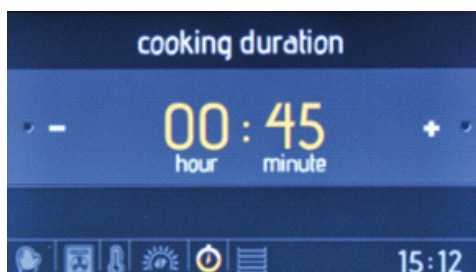 cooking duration
- 00 : 45 +
hour minute
15:12